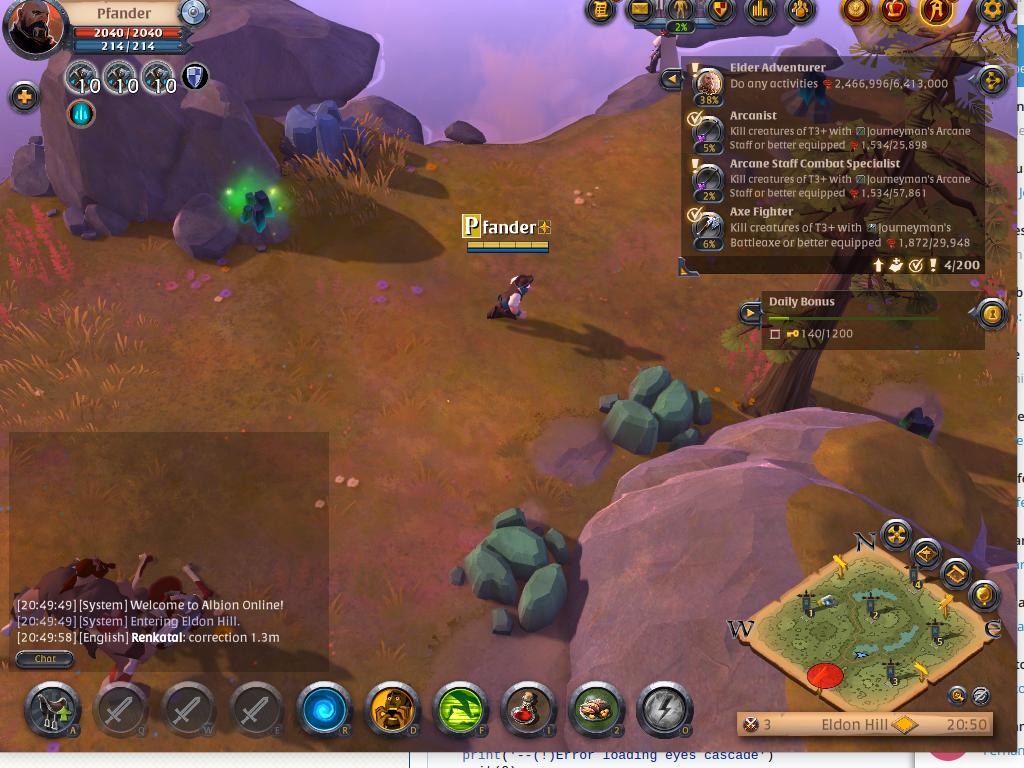 Pfander
2040/2040
214/214
10 10 10
2%
Elder Adventurer
Do any activities 2,466,996/6,413,000
38%
Arcanist
Kill creatures of T3+ with Journeyman's Arcane
Staff or better equipped 1,534/25,898
5%
Arcane Staff Combat Specialist
Kill creatures of T3+ with Journeyman's Arcane
Staff or better equipped 1,534/57,861
2%
Axe Fighter
Kill creatures of T3+ with Journeyman's
Battleaxe or better equipped 1,872/29,948
6%
4/200
Pfander
Daily Bonus
140/1200
[20:49:49] [System] Welcome to Albion Online!
[20:49:49] [System] Entering Eldon Hill.
[20:49:58] [English] Renkatal: correction 1.3m
Chat
N
W
E
1 2 3 4 5
A Q W E R D F 1 2 O
3 Eldon Hill 20:50
print('--(!)Error loading eyes cascade')